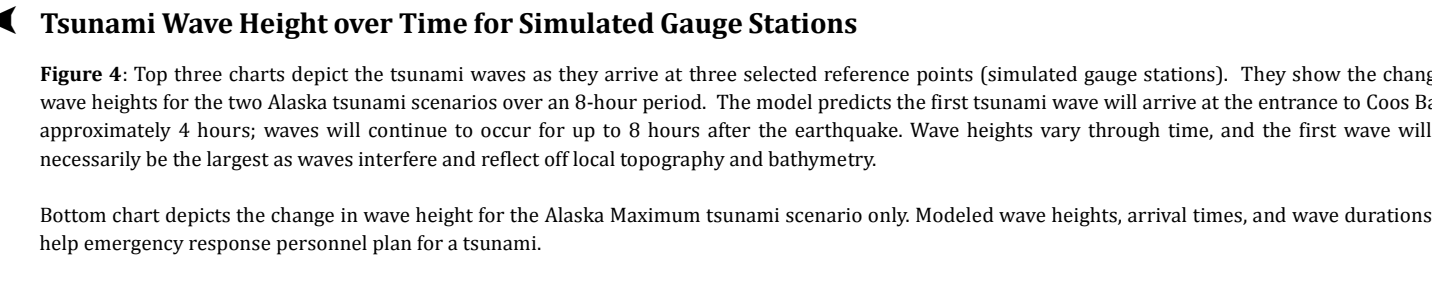 Tsunami Wave Height over Time for Simulated Gauge Stations
Figure 4: Top three charts depict the tsunami waves as they arrive at three selected reference points (simulated gauge stations). They show the chang
wave heights for the two Alaska tsunami scenarios over an 8-hour period. The model predicts the first tsunami wave will arrive at the entrance to Coos Ba
approximately 4 hours; waves will continue to occur for up to 8 hours after the earthquake. Wave heights vary through time, and the first wave will
necessarily be the largest as waves interfere and reflect off local topography and bathymetry.
Bottom chart depicts the change in wave height for the Alaska Maximum tsunami scenario only. Modeled wave heights, arrival times, and wave durations
help emergency response personnel plan for a tsunami.